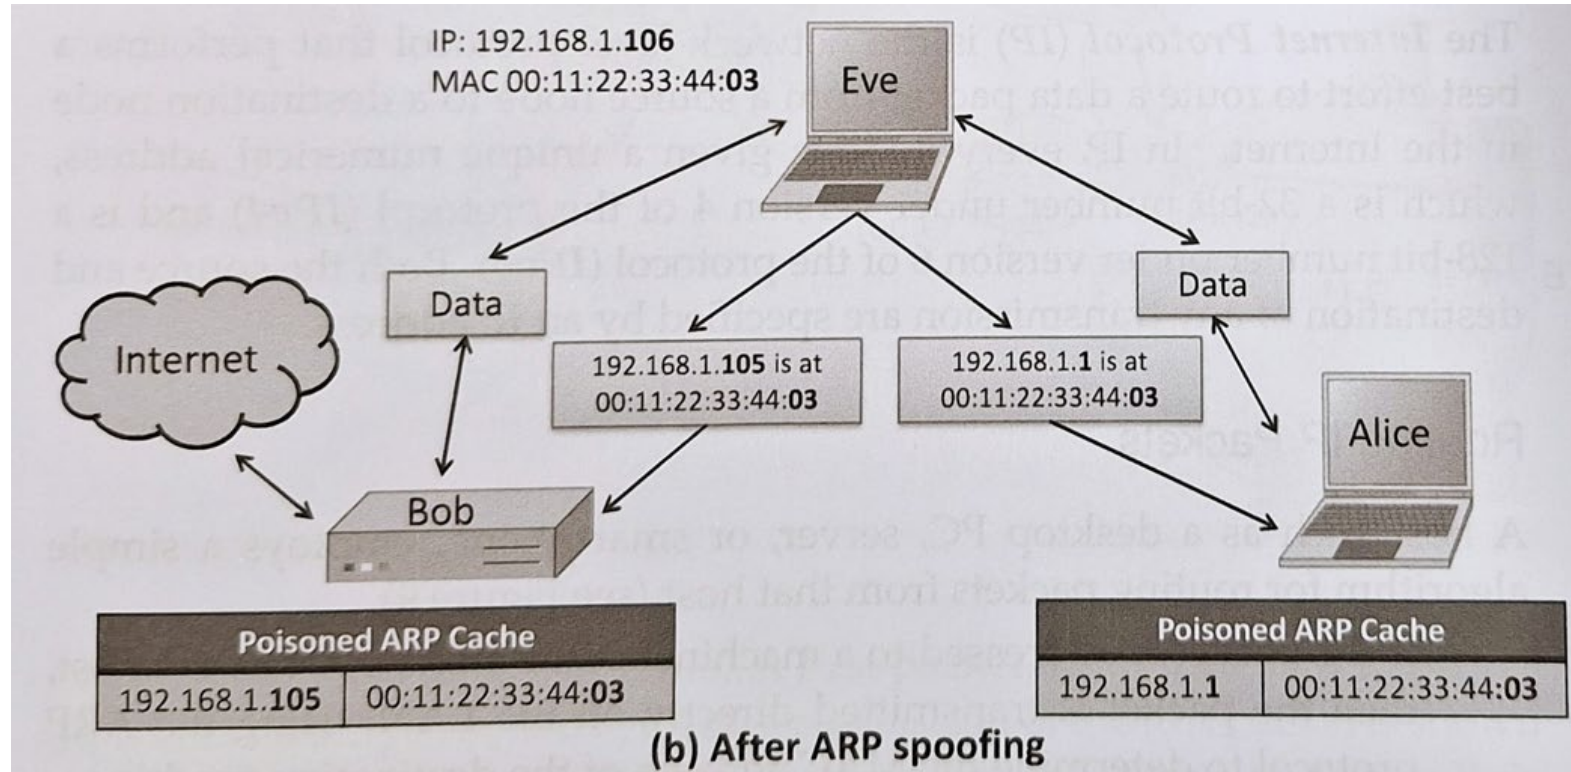 IP: 192.168.1.106
MAC 00:11:22:33:44:03
Eve
Data
Data
Internet
192.168.1.105 is at
00:11:22:33:44:03
192.168.1.1 is at
00:11:22:33:44:03
Alice
Bob
Poisoned ARP Cache
192.168.1.105 00:11:22:33:44:03
Poisoned ARP Cache
192.168.1.1 00:11:22:33:44:03
(b) After ARP spoofing